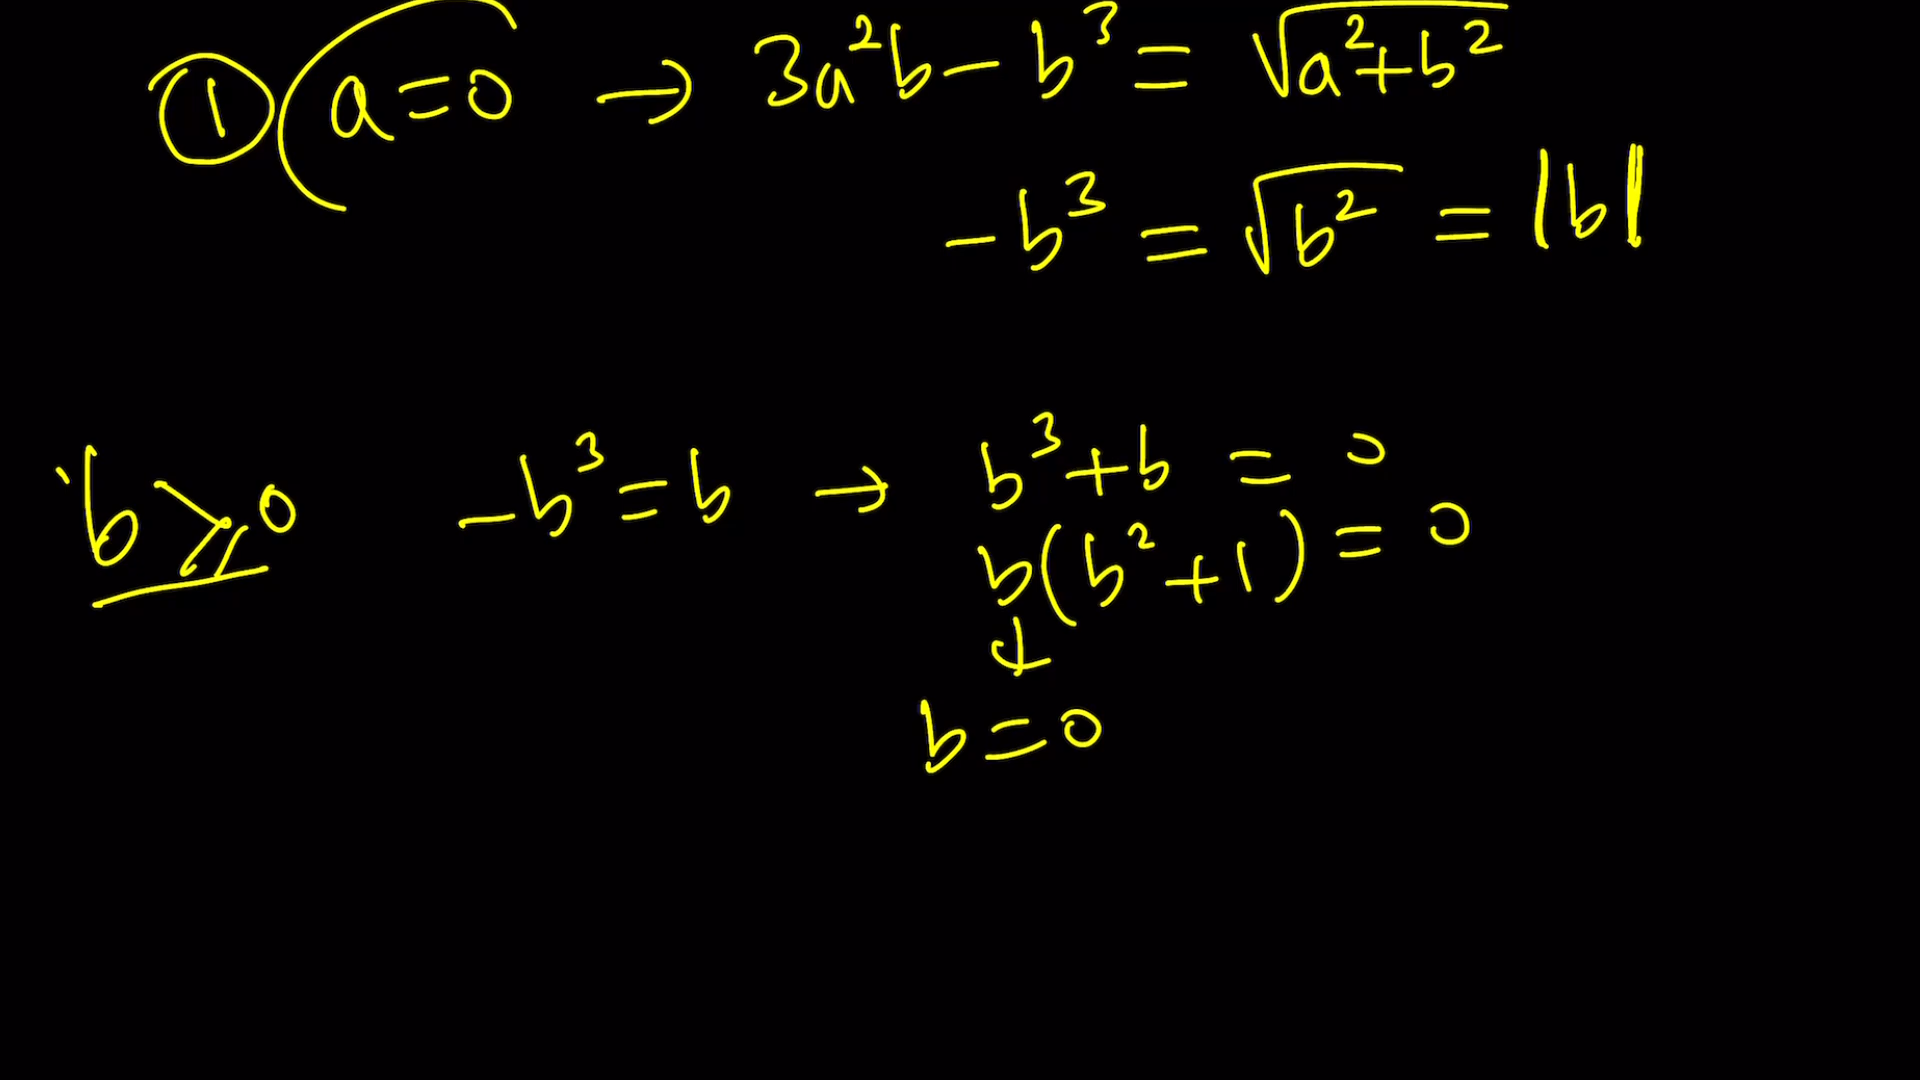 ① a=0 → 3a²b - b³ = √a²+b²
-b³ = √b² = |b|
b ⩾ 0 -b³ = b → b³+b = 0
b(b²+1) = 0
↓
b=0